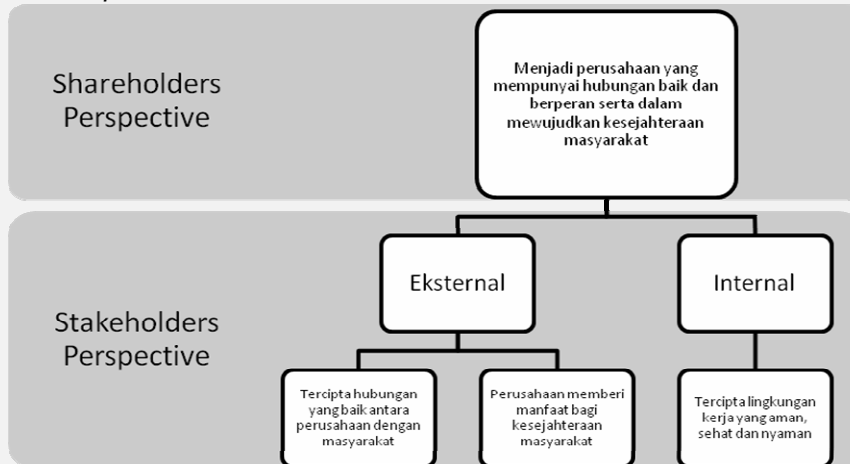 Shareholders
Perspective
Menjadi perusahaan yang
mempunyai hubungan baik dan
berperan serta dalam
mewujudkan kesejahteraan
masyarakat
Stakeholders
Perspective
Eksternal
Internal
Tercipta hubungan
yang baik antara
perusahaan dengan
masyarakat
Perusahaan memberi
manfaat bagi
kesejahteraan
masyarakat
Tercipta lingkungan
kerja yang aman,
sehat dan nyaman